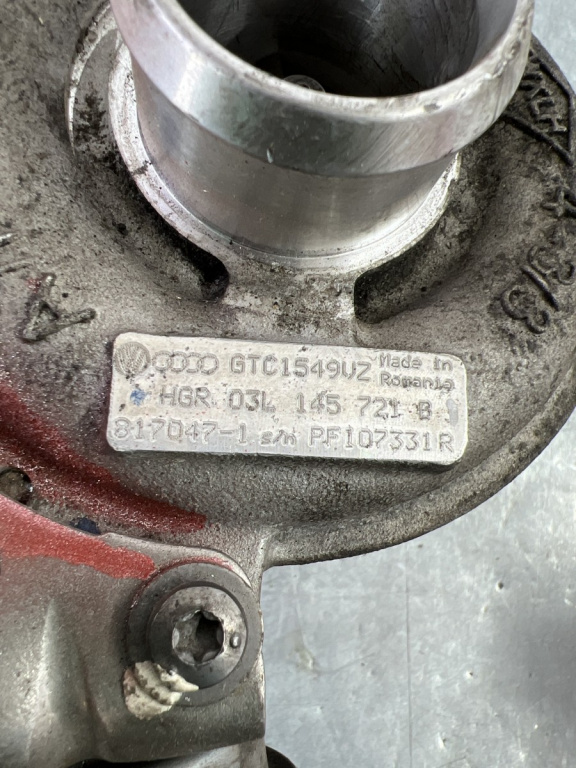 GTC1549VZ Made in
Romania
HGR 03L 145 721 B
817047-1 s/n PF107331R